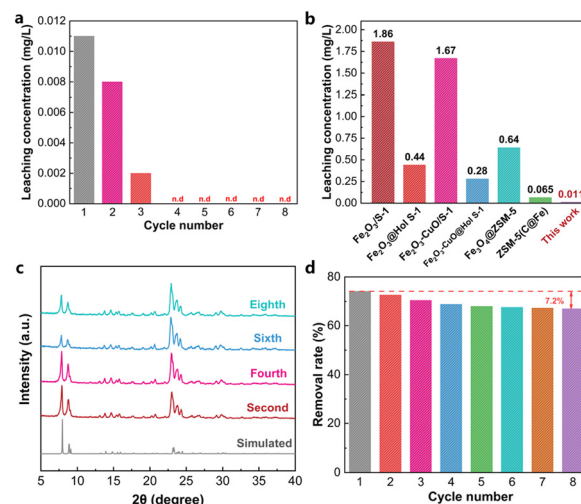 a
Leaching concentration (mg/L)
0.012
0.010
0.008
0.006
0.004
0.002
0.000
n.d n.d n.d n.d n.d
1 2 3 4 5 6 7 8
Cycle number
b
Leaching concentration (mg/L)
2.00
1.75
1.50
1.25
1.00
0.75
0.50
0.25
0.00
1.86
0.44
1.67
0.28
0.64
0.065
0.011
Fe₂O₃/S-1
Fe₂O₃@Hol S-1
Fe₂O₃-CuO/S-1
Fe₂O₃-CuO@Hol S-1
Fe₃O₄@ZSM-5
ZSM-5(C@Fe)
This work
c
Intensity (a.u.)
Eighth
Sixth
Fourth
Second
Simulated
5 10 15 20 25 30 35 40
2θ (degree)
d
Removal rate (%)
80
60
40
20
0
7.2%
1 2 3 4 5 6 7 8
Cycle number